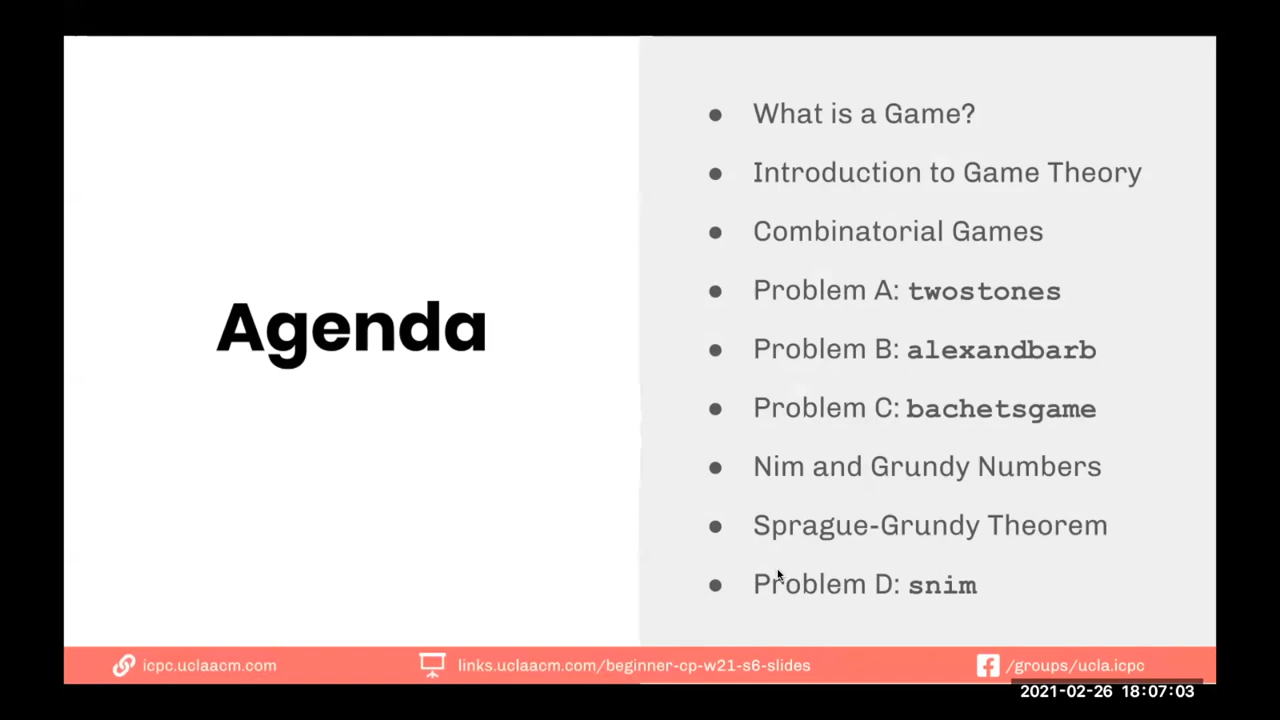 Agenda
● What is a Game?
● Introduction to Game Theory
● Combinatorial Games
● Problem A: twostones
● Problem B: alexandbarb
● Problem C: bachetsgame
● Nim and Grundy Numbers
● Sprague-Grundy Theorem
● Problem D: snim
icpc.uclaacm.com
links.uclaacm.com/beginner-cp-w21-s6-slides
/groups/ucla.icpc
2021-02-26 18:07:03